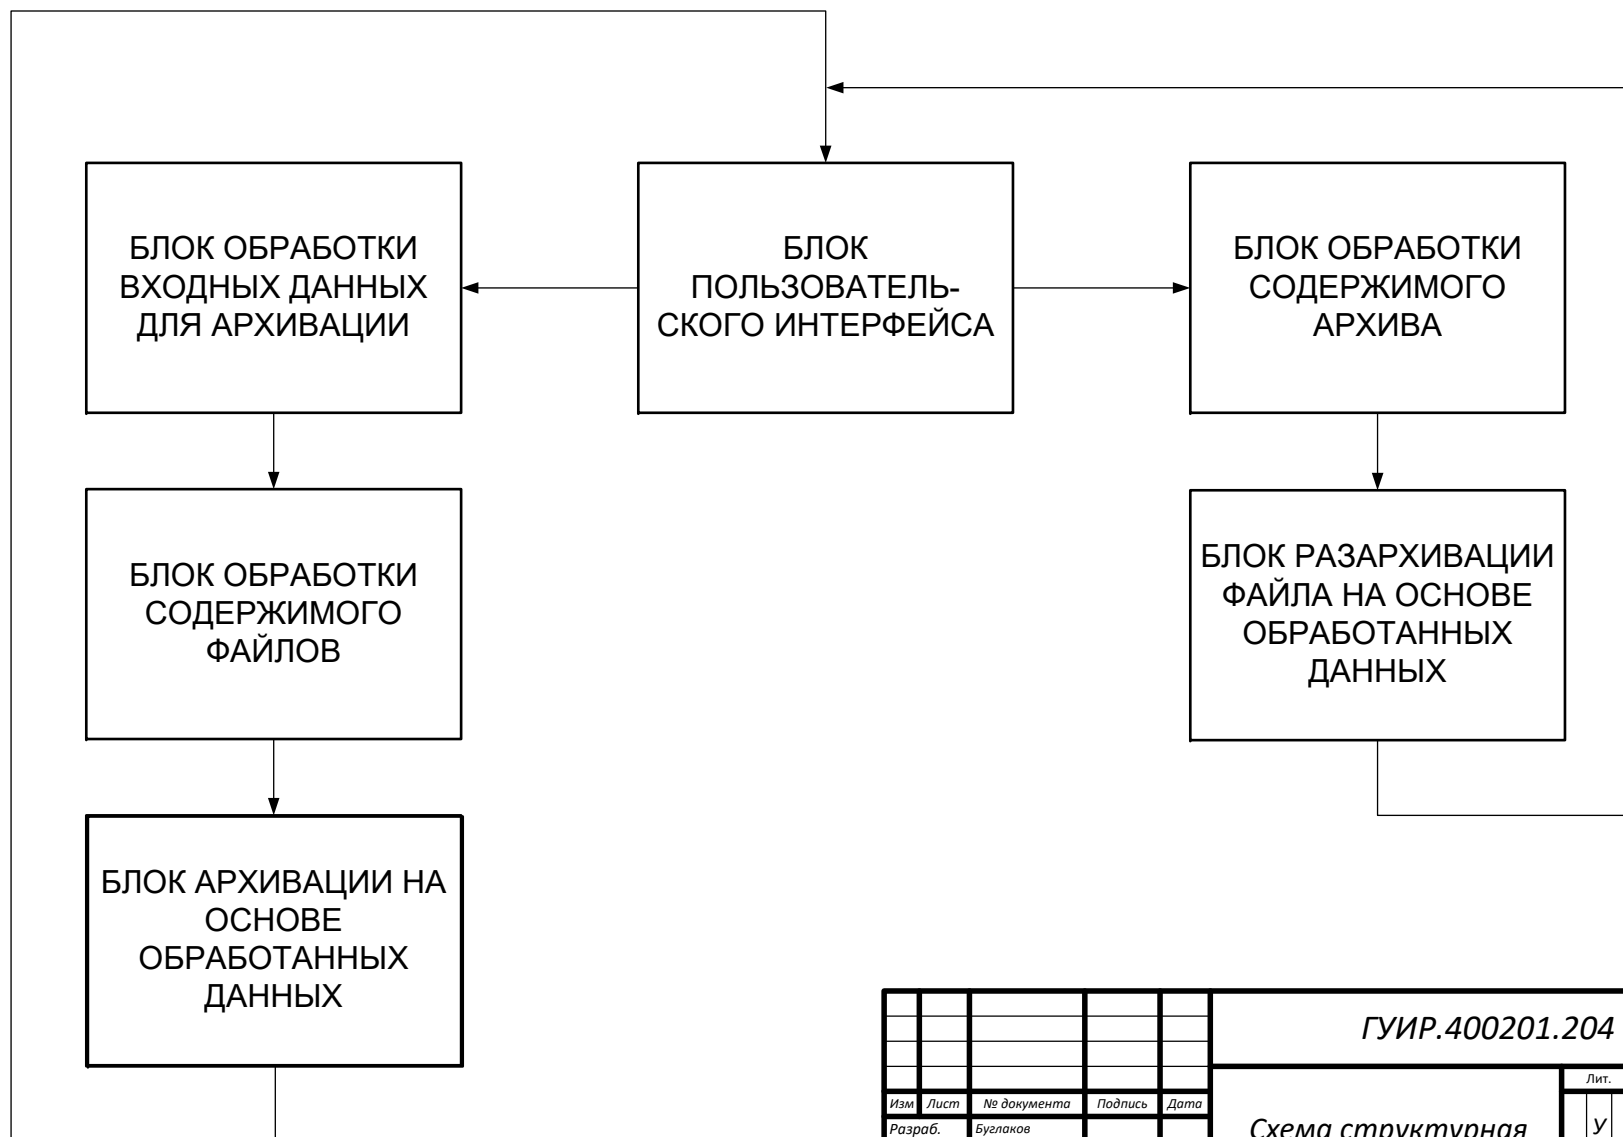 БЛОК ОБРАБОТКИ
ВХОДНЫХ ДАННЫХ
ДЛЯ АРХИВАЦИИ
БЛОК
ПОЛЬЗОВАТЕЛЬ-
СКОГО ИНТЕРФЕЙСА
БЛОК ОБРАБОТКИ
СОДЕРЖИМОГО
АРХИВА
БЛОК ОБРАБОТКИ
СОДЕРЖИМОГО
ФАЙЛОВ
БЛОК РАЗАРХИВАЦИИ
ФАЙЛА НА ОСНОВЕ
ОБРАБОТАННЫХ
ДАННЫХ
БЛОК АРХИВАЦИИ НА
ОСНОВЕ
ОБРАБОТАННЫХ
ДАННЫХ
ГУИР.400201.204
Лит.
Изм Лист № документа Подпись Дата
Разраб. Буглаков
Схема структурная
У